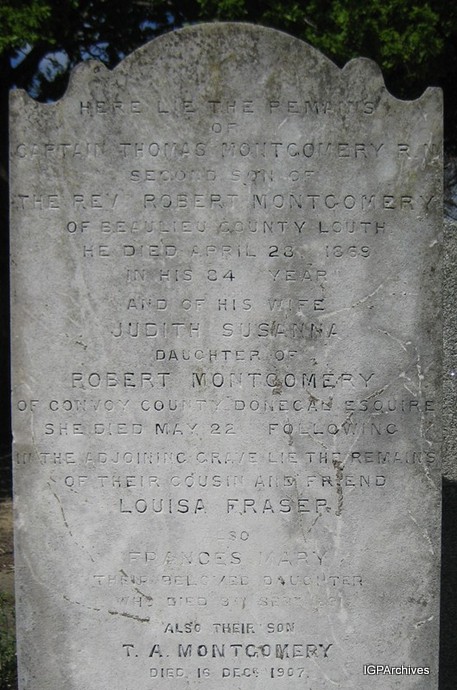 HERE LIE THE REMAINS
OF
CAPTAIN THOMAS MONTGOMERY R.N
SECOND SON OF
THE REV. ROBERT MONTGOMERY
OF BEAULIEU COUNTY LOUTH
HE DIED APRIL 23 1869
IN HIS 84 YEAR
AND OF HIS WIFE
JUDITH SUSANNA
DAUGHTER OF
ROBERT MONTGOMERY
OF CONVOY COUNTY DONEGAL ESQUIRE
SHE DIED MAY 22 FOLLOWING
IN THE ADJOINING GRAVE LIE THE REMAINS
OF THEIR COUSIN AND FRIEND
LOUISA FRASER
ALSO
FRANCES MARY
THEIR BELOVED DAUGHTER
WHO DIED
ALSO THEIR SON
T. A. MONTGOMERY
DIED 16 DECR 1907.
IGPArchives